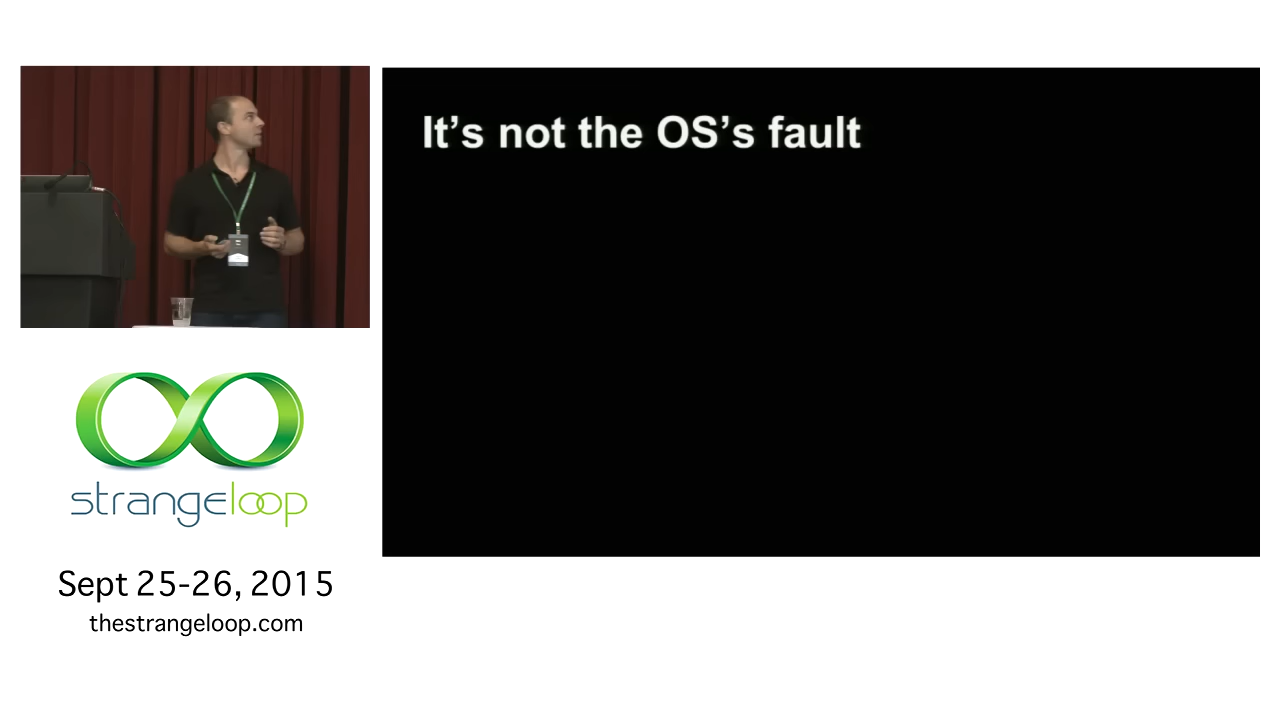 It’s not the OS’s fault
strangeloop
Sept 25-26, 2015
thestrangeloop.com